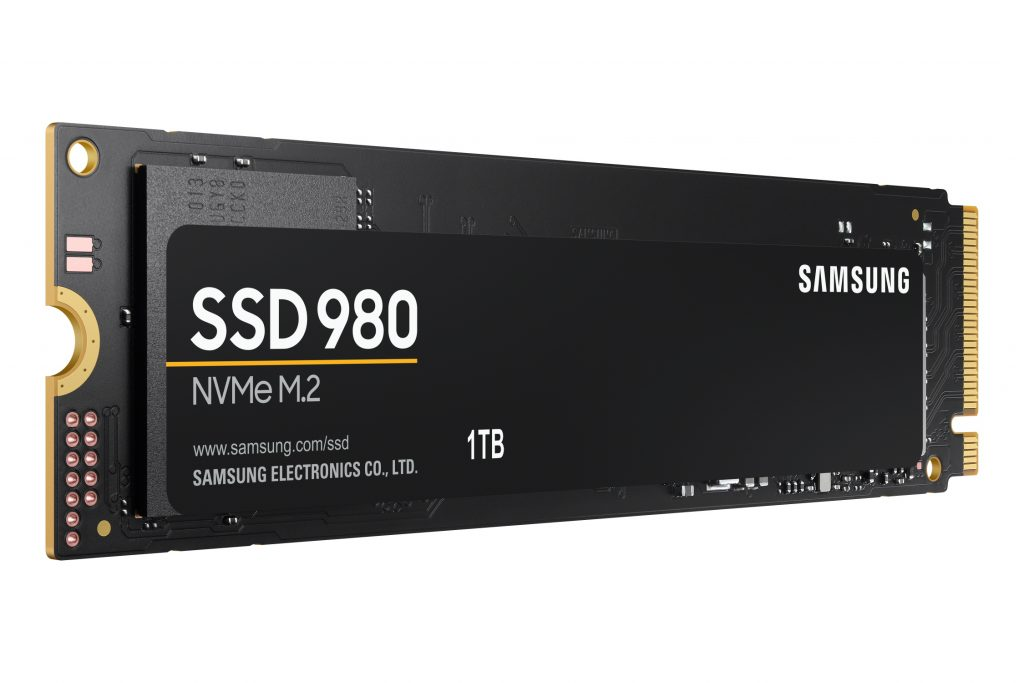 SAMSUNG
SSD 980
NVMe M.2
www.samsung.com/ssd
1TB
SAMSUNG ELECTRONICS CO., LTD.